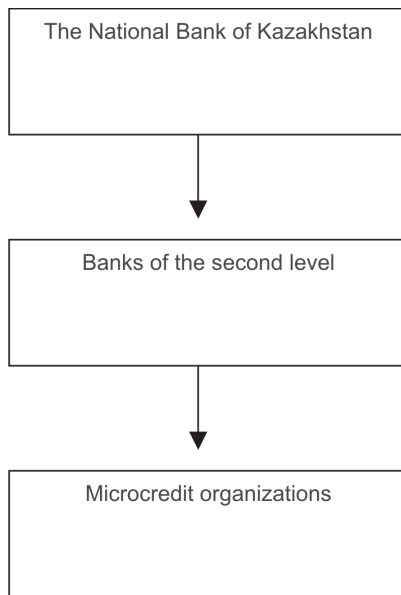 The National Bank of Kazakhstan
Banks of the second level
Microcredit organizations